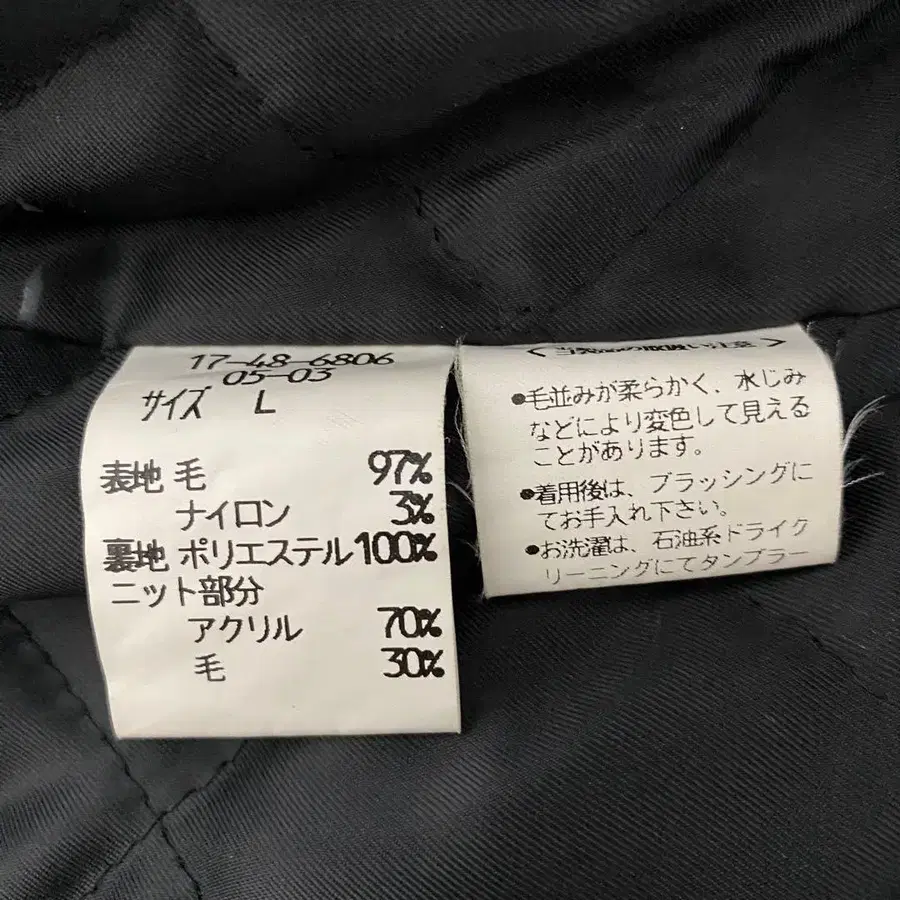 17-48-6806
05-03
サイズ L
表地 毛 97%
ナイロン 3%
裏地 ポリエステル 100%
ニット部分
アクリル 70%
毛 30%
●毛並みが柔らかく、水じみ
などにより変色して見える
ことがあります。
●着用後は、ブラッシングに
てお手入れ下さい。
●お洗濯は、石油系ドライク
リーニングにてタンブラー